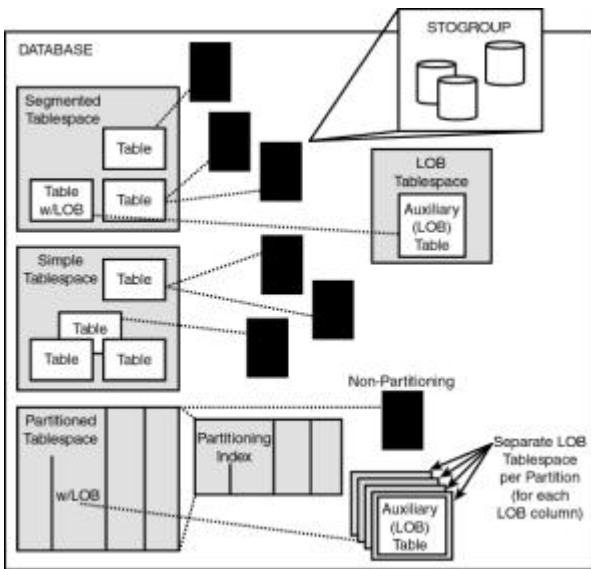 STOGROUP
DATABASE
Segmented
Tablespace
Table
Table
w/LOB
Table
LOB
Tablespace
Auxiliary
(LOB)
Table
Simple
Tablespace
Table
Table
Table
Table
Non-Partitioning
Partitioned
Tablespace
w/LOB
Partitioning
Index
Separate LOB
Tablespace
per Partition
(for each
LOB column)
Auxiliary
(LOB)
Table